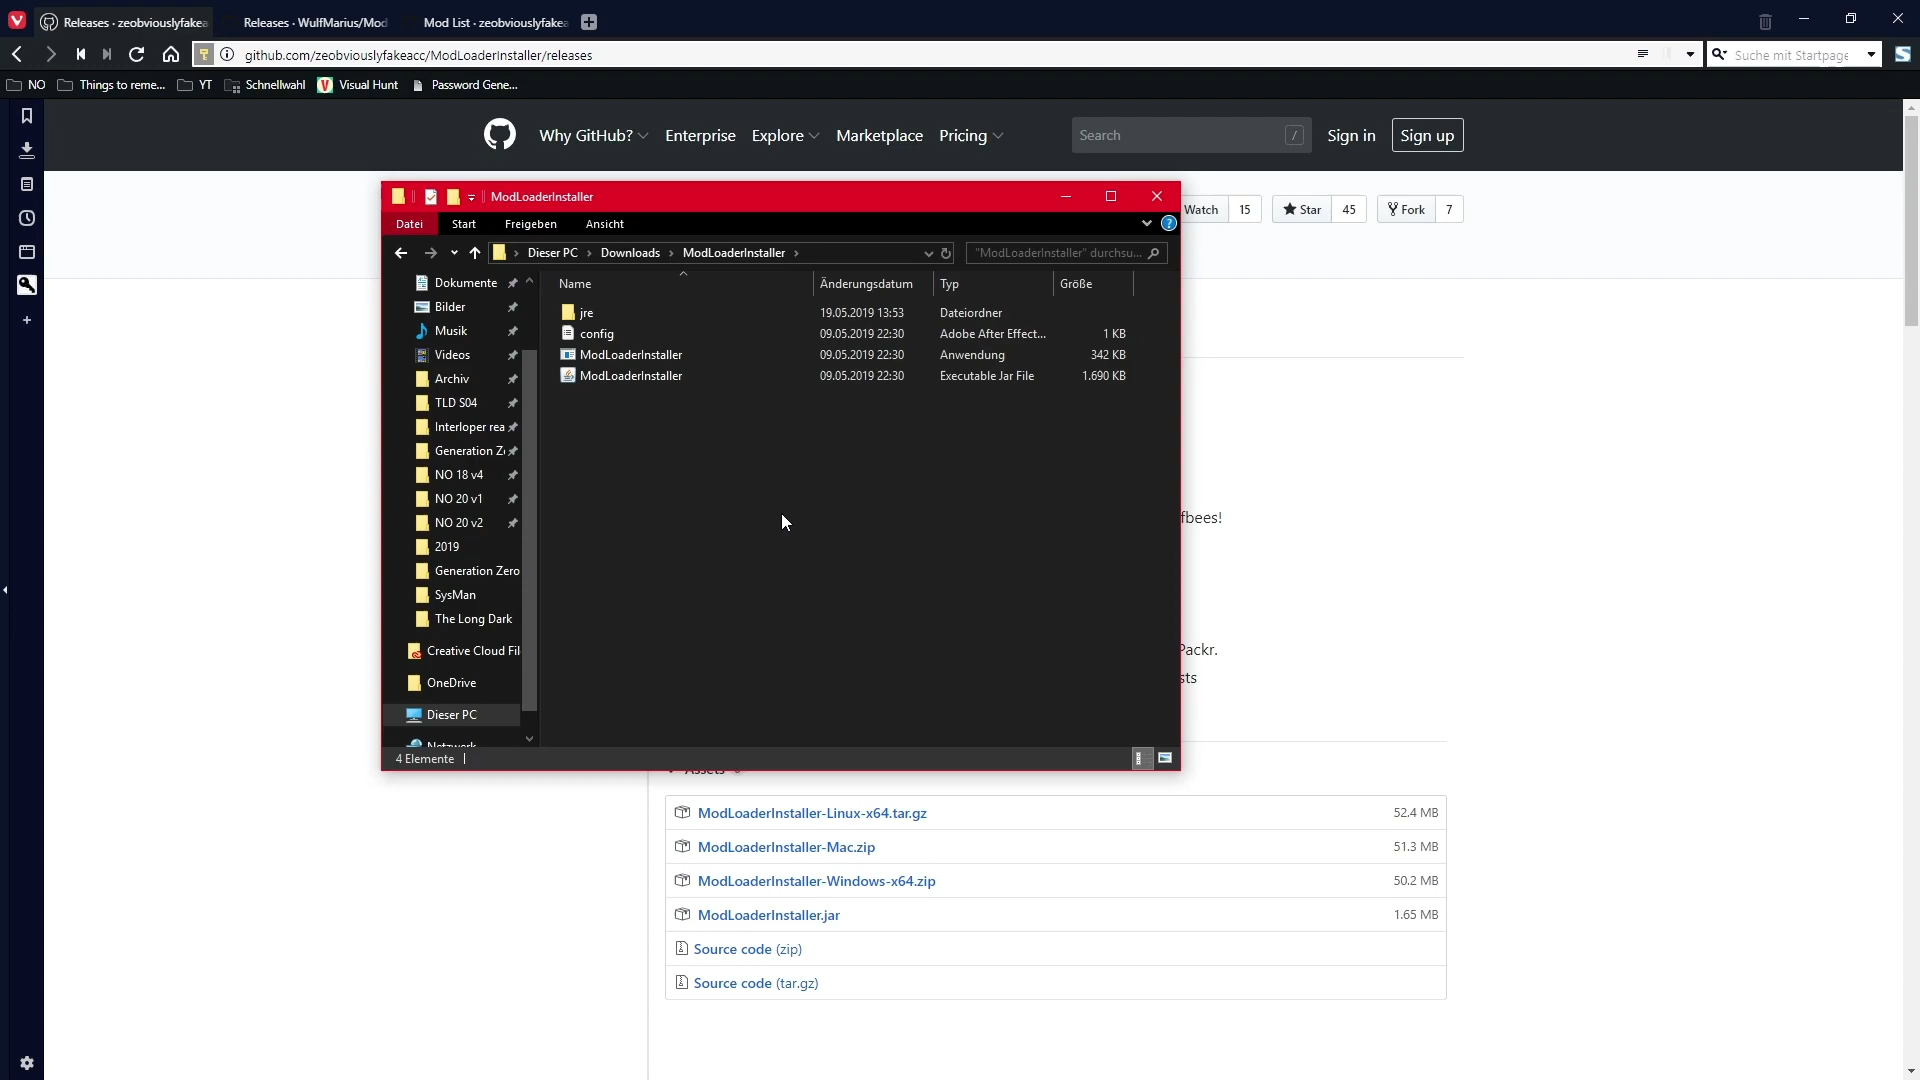 Releases · zeobviouslyfakea
Releases · WulfMarius/Mod
Mod List · zeobviouslyfakea
github.com/zeobviouslyfakeacc/ModLoaderInstaller/releases
Suche mit Startpage
NO
Things to reme...
YT
Schnellwahl
Visual Hunt
Password Gene...
Why GitHub?
Enterprise
Explore
Marketplace
Pricing
Search
/
Sign in
Sign up
Watch 15
Star 45
Fork 7
ModLoaderInstaller
Datei
Start
Freigeben
Ansicht
Dieser PC › Downloads › ModLoaderInstaller ›
"ModLoaderInstaller" durchsu...
Dokumente
Bilder
Musik
Videos
Archiv
TLD S04
Interloper rea
Generation Z
NO 18 v4
NO 20 v1
NO 20 v2
2019
Generation Zero
SysMan
The Long Dark
Creative Cloud Fil
OneDrive
Dieser PC
Netzwerk
Name Änderungsdatum Typ Größe
jre 19.05.2019 13:53 Dateiordner
config 09.05.2019 22:30 Adobe After Effect... 1 KB
ModLoaderInstaller 09.05.2019 22:30 Anwendung 342 KB
ModLoaderInstaller 09.05.2019 22:30 Executable Jar File 1.690 KB
4 Elemente
fbees!
Packr.
sts
Assets
ModLoaderInstaller-Linux-x64.tar.gz 52.4 MB
ModLoaderInstaller-Mac.zip 51.3 MB
ModLoaderInstaller-Windows-x64.zip 50.2 MB
ModLoaderInstaller.jar 1.65 MB
Source code (zip)
Source code (tar.gz)